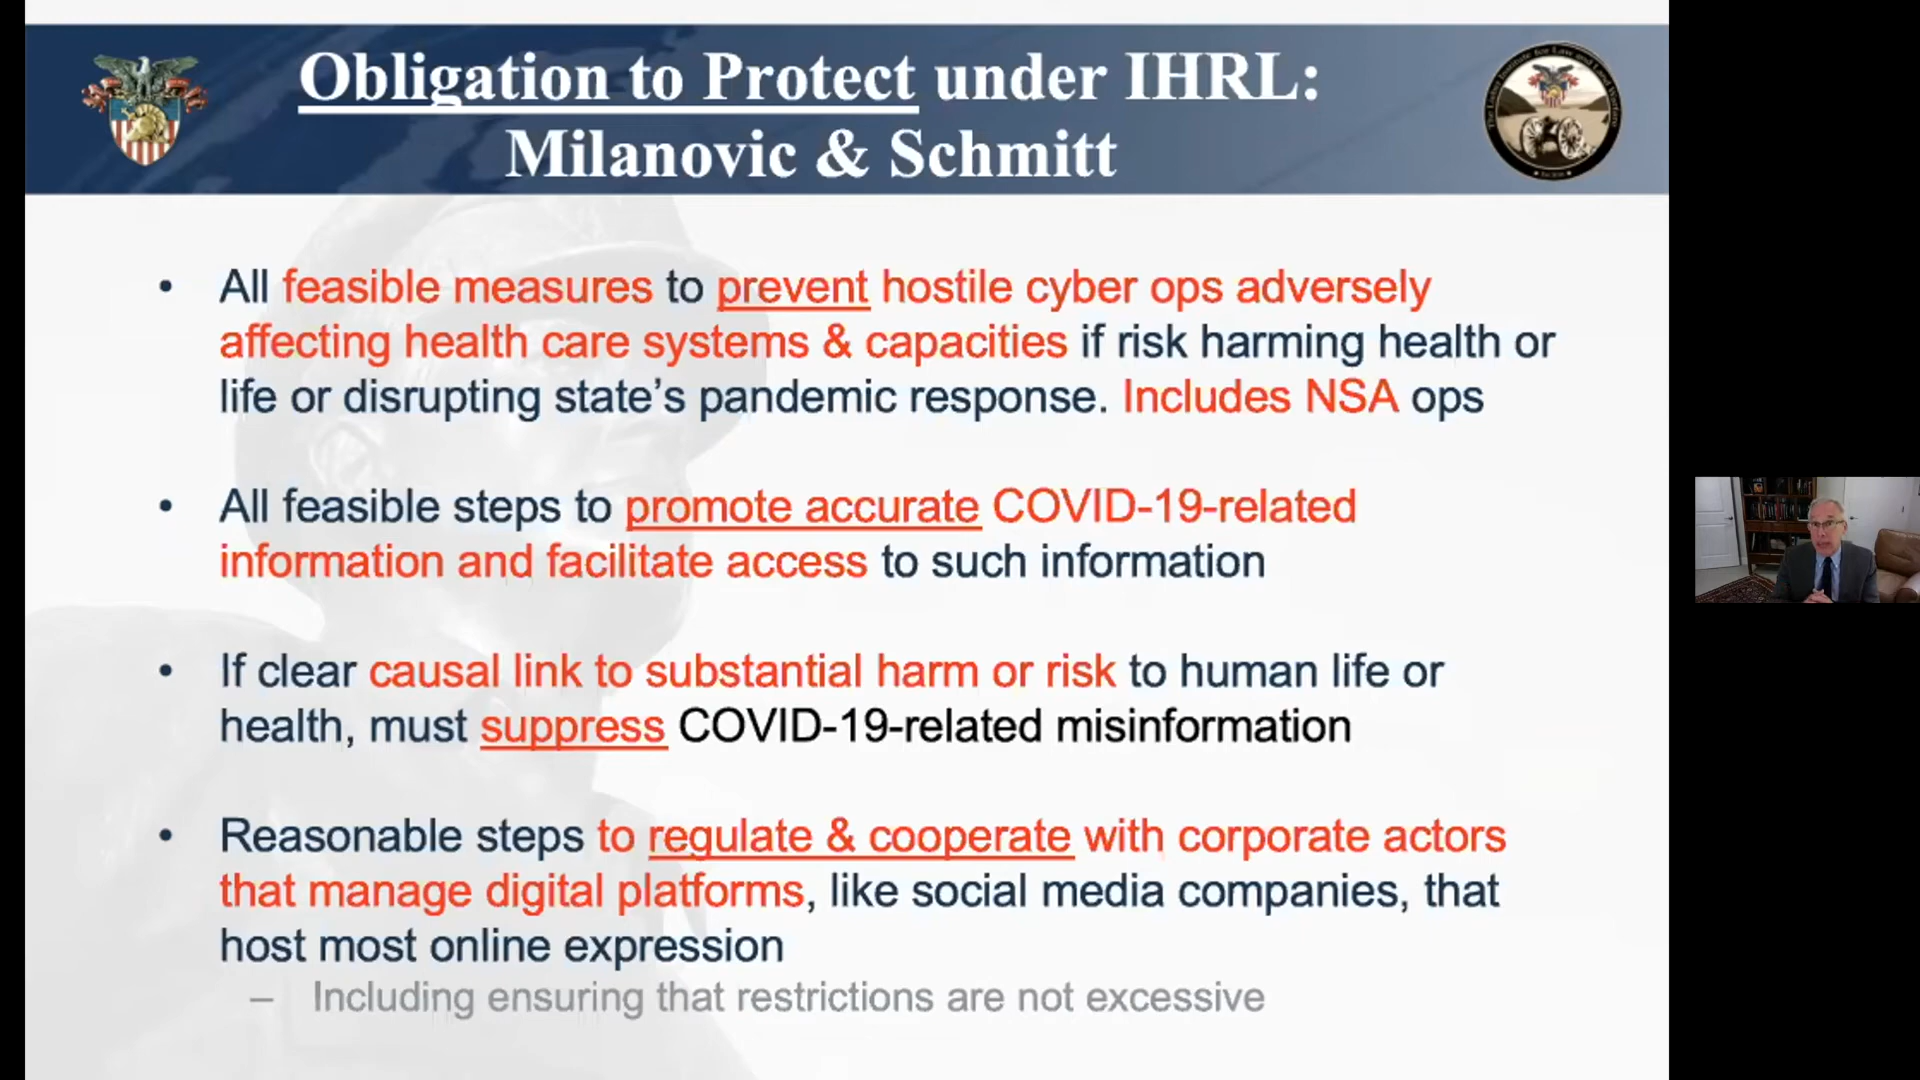 Obligation to Protect under IHRL:
Milanovic & Schmitt
• All feasible measures to prevent hostile cyber ops adversely
affecting health care systems & capacities if risk harming health or
life or disrupting state’s pandemic response. Includes NSA ops
• All feasible steps to promote accurate COVID-19-related
information and facilitate access to such information
• If clear causal link to substantial harm or risk to human life or
health, must suppress COVID-19-related misinformation
• Reasonable steps to regulate & cooperate with corporate actors
that manage digital platforms, like social media companies, that
host most online expression
– Including ensuring that restrictions are not excessive